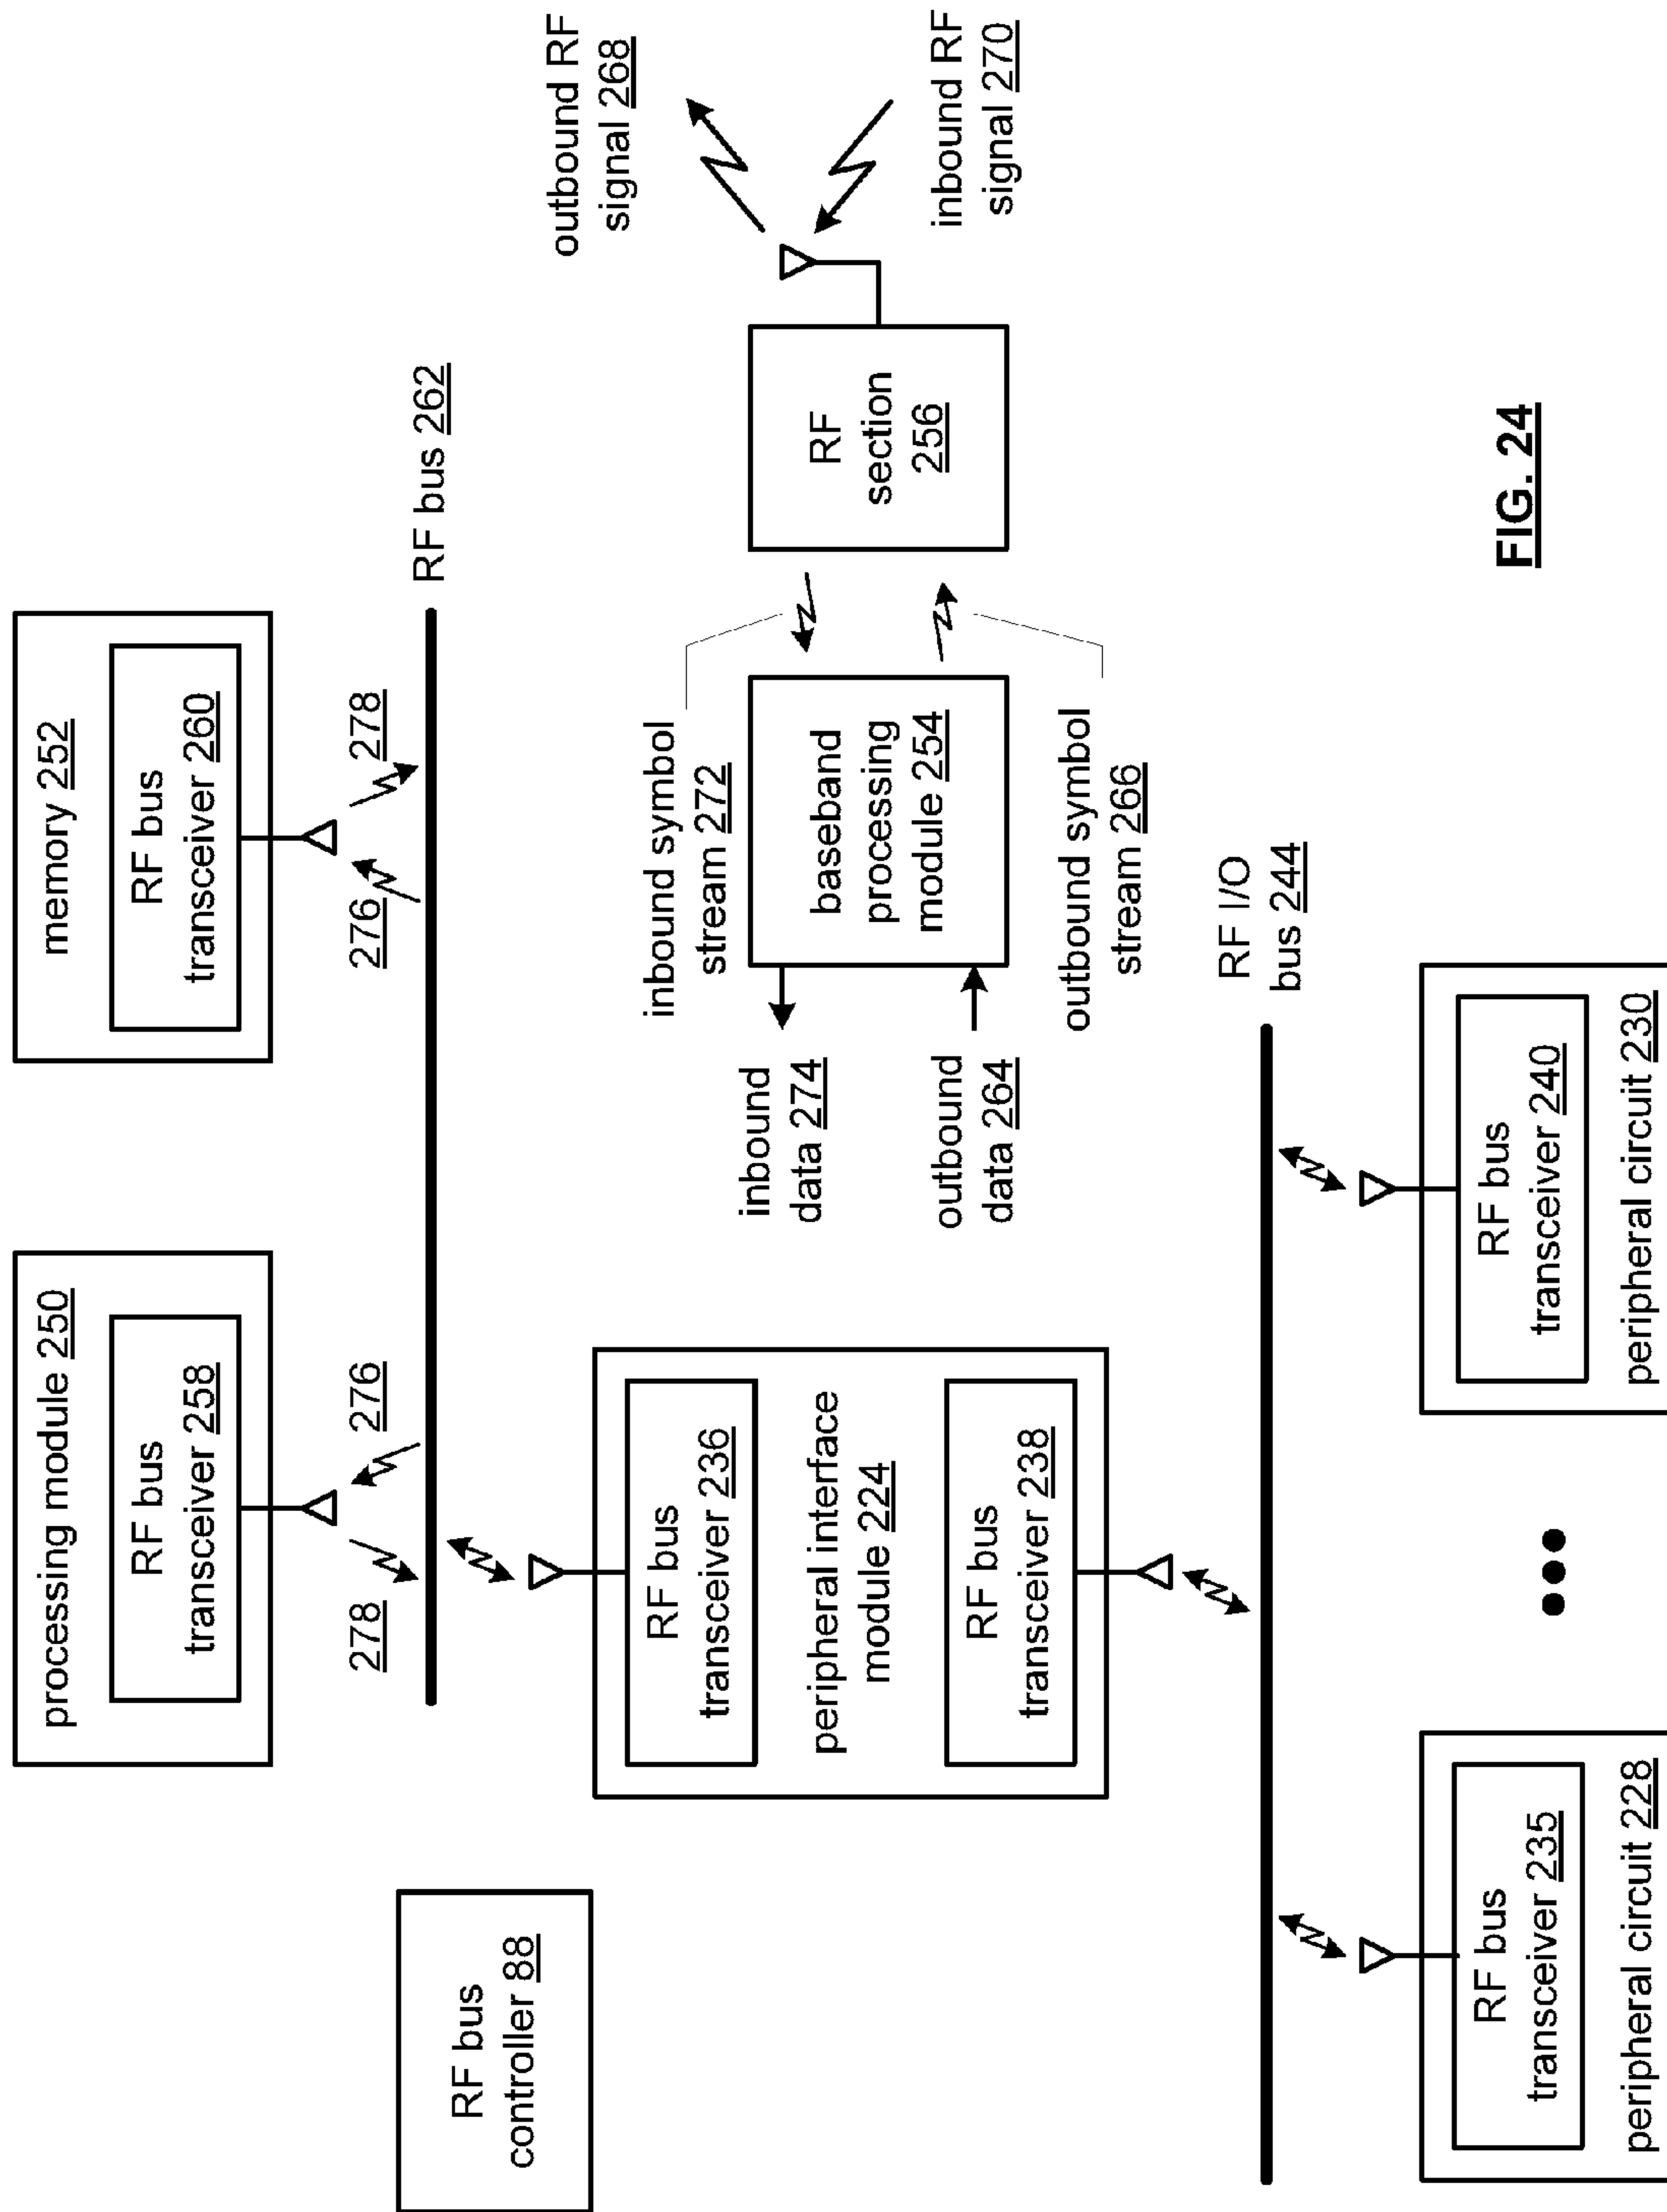 processing module 250
RF bus
transceiver 258
memory 252
RF bus
transceiver 260
278
276
276
278
RF bus 262
RF bus
controller 88
RF bus
transceiver 236
peripheral interface
module 224
RF bus
transceiver 238
inbound symbol
stream 272
inbound
data 274
outbound
data 264
baseband
processing
module 254
outbound symbol
stream 266
RF
section
256
outbound RF
signal 268
inbound RF
signal 270
RF I/O
bus 244
RF bus
transceiver 235
peripheral circuit 228
RF bus
transceiver 240
peripheral circuit 230
FIG. 24